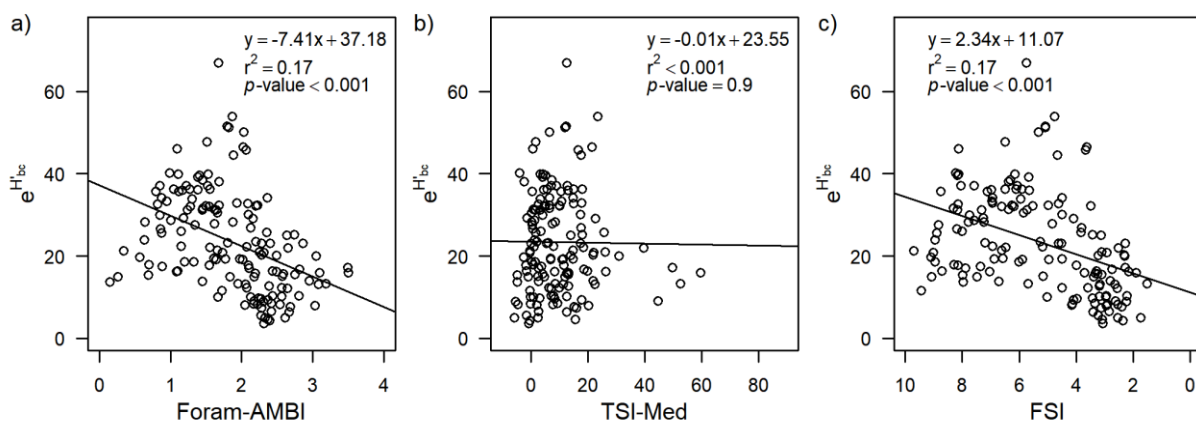 a)
y = -7.41x + 37.18
r² = 0.17
p-value < 0.001
60
40
20
0
e^H'bc
0 1 2 3 4
Foram-AMBI
b)
y = -0.01x + 23.55
r² < 0.001
p-value = 0.9
60
40
20
0
e^H'bc
0 20 40 60 80
TSI-Med
c)
y = 2.34x + 11.07
r² = 0.17
p-value < 0.001
60
40
20
0
e^H'bc
10 8 6 4 2 0
FSI